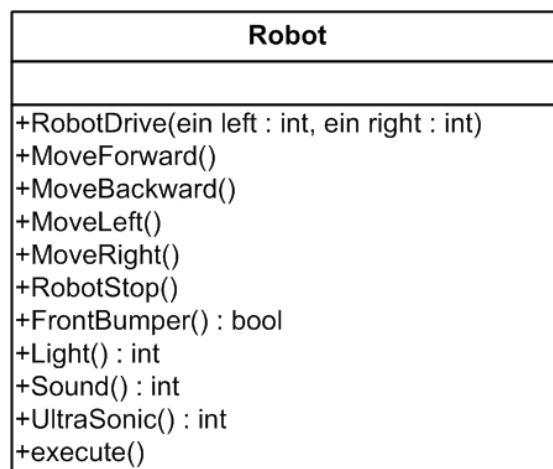 Robot
+RobotDrive(ein left : int, ein right : int)
+MoveForward()
+MoveBackward()
+MoveLeft()
+MoveRight()
+RobotStop()
+FrontBumper() : bool
+Light() : int
+Sound() : int
+UltraSonic() : int
+execute()